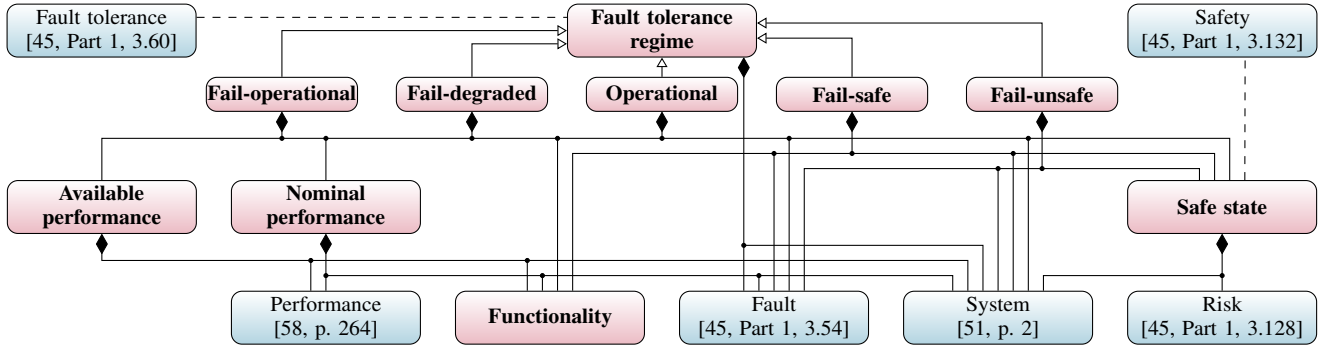 Fault tolerance
[45, Part 1, 3.60]
Fault tolerance
regime
Safety
[45, Part 1, 3.132]
Fail-operational
Fail-degraded
Operational
Fail-safe
Fail-unsafe
Available
performance
Nominal
performance
Safe state
Performance
[58, p. 264]
Functionality
Fault
[45, Part 1, 3.54]
System
[51, p. 2]
Risk
[45, Part 1, 3.128]